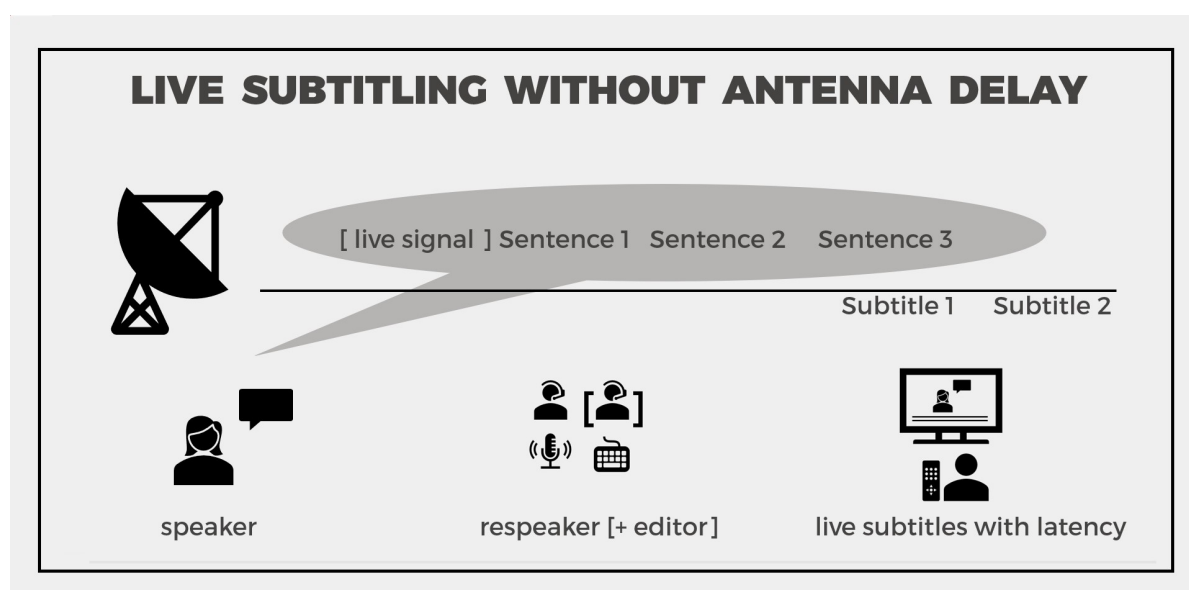 LIVE SUBTITLING WITHOUT ANTENNA DELAY
[ live signal ] Sentence 1 Sentence 2 Sentence 3
Subtitle 1 Subtitle 2
speaker
respeaker [+ editor]
live subtitles with latency